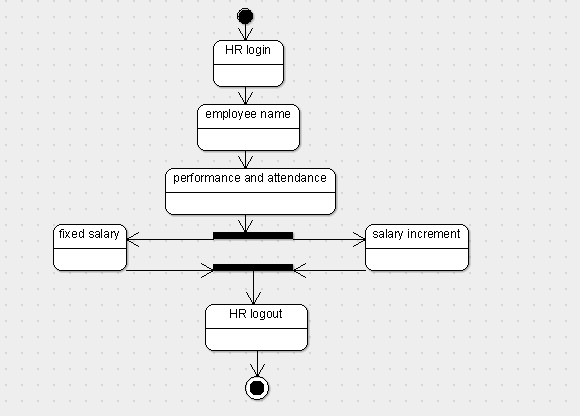 HR login
employee name
performance and attendance
fixed salary
salary increment
HR logout